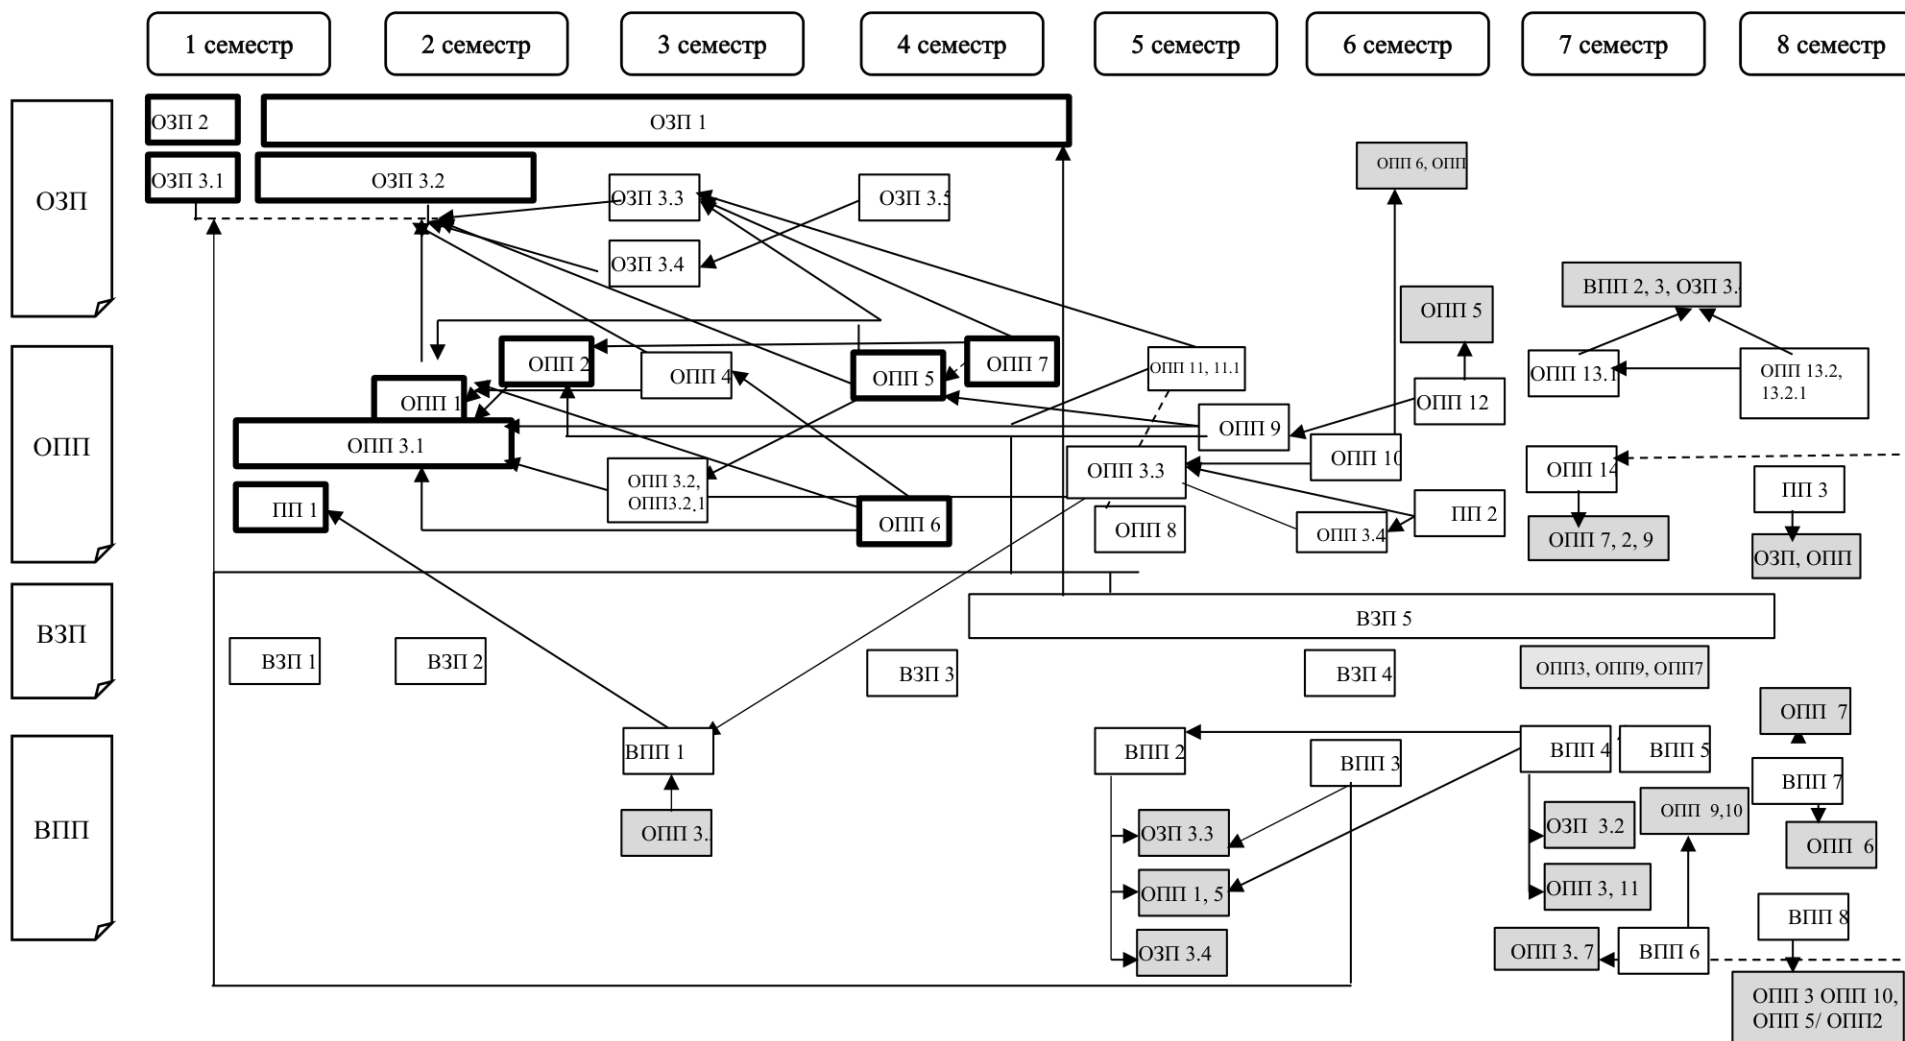 1 семестр
2 семестр
3 семестр
4 семестр
5 семестр
6 семестр
7 семестр
8 семестр
ОЗП
ОЗП 2
ОЗП 1
ОЗП 3.1
ОЗП 3.2
ОЗП 3.3
ОЗП 3.5
ОЗП 3.4
ОПП 6, ОПП
ВПП 2, 3, ОЗП 3.
ОПП 5
ОПП
ОПП 2
ОПП 7
ОПП 4
ОПП 5
ОПП 11, 11.1
ОПП 13.1
ОПП 13.2,
13.2.1
ОПП 1
ОПП 12
ОПП 9
ОПП 3.1
ОПП 10
ОПП 3.2,
ОПП3.2.1
ОПП 3.3
ОПП 14
ПП 3
ПП 1
ОПП 6
ОПП 8
ОПП 3.4
ПП 2
ОПП 7, 2, 9
ОЗП, ОПП
ВЗП
ВЗП 5
ВЗП 1
ВЗП 2
ВЗП 3
ВЗП 4
ОПП3, ОПП9, ОПП7
ВПП
ОПП 7
ВПП 1
ВПП 2
ВПП 3
ВПП 4
ВПП 5
ВПП 7
ОПП 3.
ОЗП 3.3
ОЗП 3.2
ОПП 9,10
ОПП 6
ОПП 1, 5
ОПП 3, 11
ВПП 8
ОЗП 3.4
ОПП 3, 7
ВПП 6
ОПП 3 ОПП 10,
ОПП 5/ ОПП2